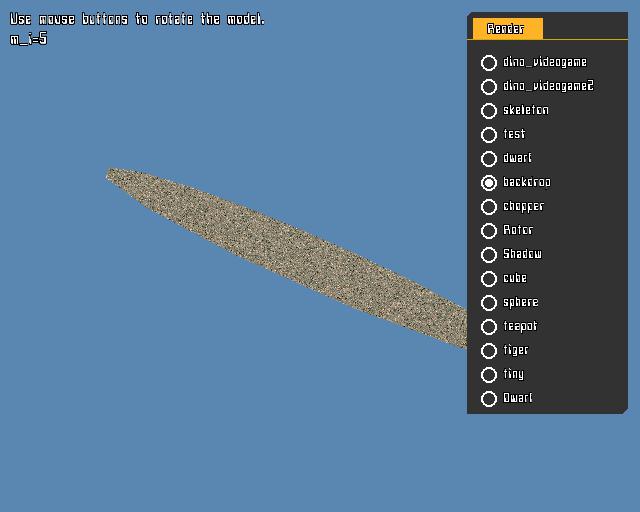 Use mouse buttons to rotate the model.
m_i=5
Render
dino_videogame
dino_videogame2
skeleton
test
dwarf
backdrop
chopper
Rotor
Shadow
cube
sphere
teapot
tiger
tiny
Dwarf